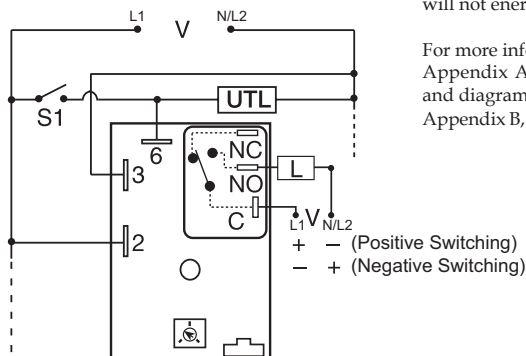 L1 V N/L2
will not ener
For more info
Appendix A
and diagram
Appendix B,
S1
UTL
6
NC
3
NO
L
C
L1 V N/L2
+ – (Positive Switching)
2
– + (Negative Switching)